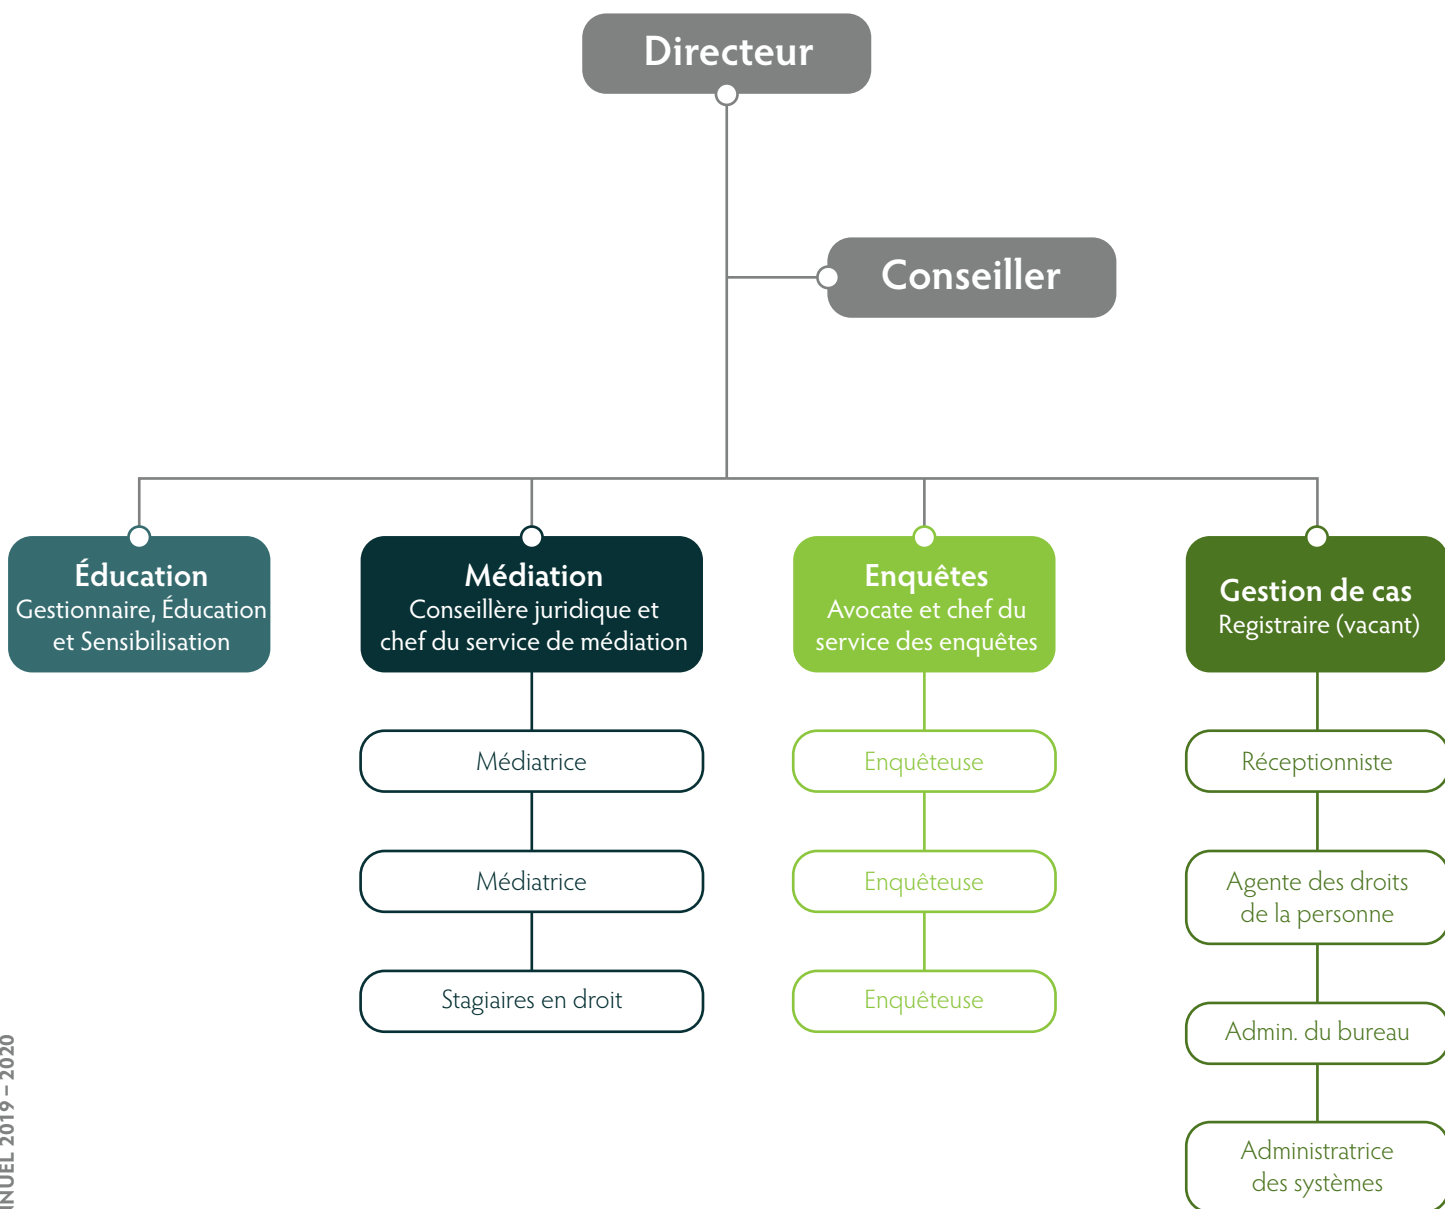 Directeur
Conseiller
Éducation
Gestionnaire, Éducation
et Sensibilisation
Médiation
Conseillère juridique et
chef du service de médiation
Médiatrice
Médiatrice
Stagiaires en droit
Enquêtes
Avocate et chef du
service des enquêtes
Enquêteuse
Enquêteuse
Enquêteuse
Gestion de cas
Registraire (vacant)
Réceptionniste
Agente des droits
de la personne
Admin. du bureau
Administratrice
des systèmes
2019 – 2020